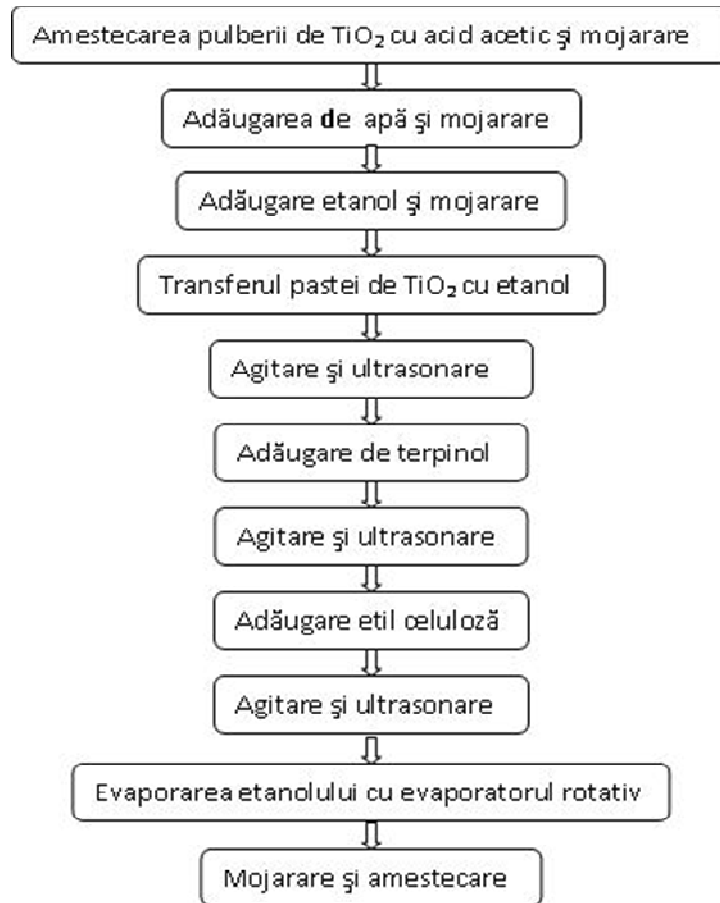 Amestecarea pulberii de TiO₂ cu acid acetic şi mojarare
Adăugarea de apă şi mojarare
Adăugare etanol şi mojarare
Transferul pastei de TiO₂ cu etanol
Agitare şi ultrasonare
Adăugare de terpinol
Agitare şi ultrasonare
Adăugare etil celuloză
Agitare şi ultrasonare
Evaporarea etanolului cu evaporatorul rotativ
Mojarare şi amestecare